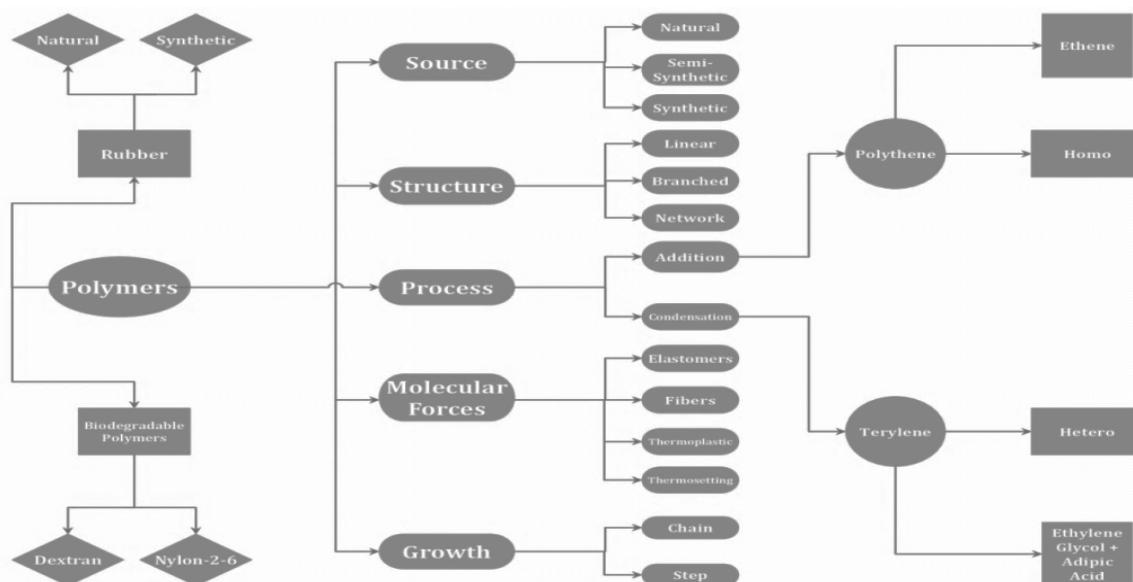 Natural
Synthetic
Rubber
Polymers
Biodegradable
Polymers
Dextran
Nylon-2-6
Source
Structure
Process
Molecular
Forces
Growth
Natural
Semi-
Synthetic
Synthetic
Linear
Branched
Network
Addition
Condensation
Elastomers
Fibers
Thermoplastic
Thermosetting
Chain
Step
Polythene
Terylene
Ethene
Homo
Hetero
Ethylene
Glycol +
Adipic
Acid